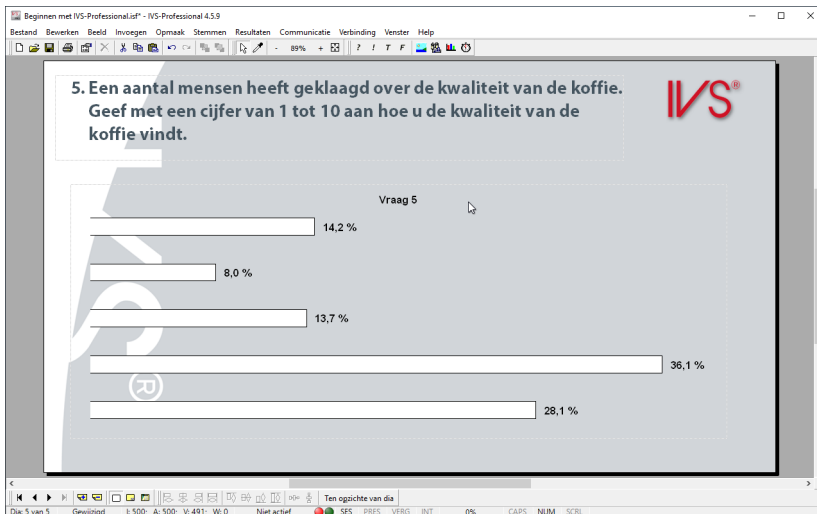 Beginnen met IVS-Professional.isf* - IVS-Professional 4.5.9
Bestand Bewerken Beeld Invoegen Opmaak Stemmen Resultaten Communicatie Verbinding Venster Help
- 89% + ? ! T F
5. Een aantal mensen heeft geklaagd over de kwaliteit van de koffie.
Geef met een cijfer van 1 tot 10 aan hoe u de kwaliteit van de
koffie vindt.
IVS®
Vraag 5
14,2 %
8,0 %
13,7 %
36,1 %
28,1 %
Ten opzichte van dia
Dia: 5 van 5 Gewijzigd I: 500; A: 500; V: 491; W: 0 Niet actief SES PRES VERG INT 0% CAPS NUM SCRL